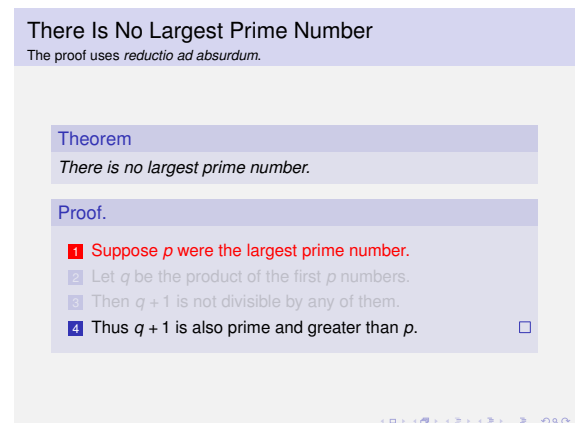 There Is No Largest Prime Number
The proof uses reductio ad absurdum.
Theorem
There is no largest prime number.
Proof.
1 Suppose p were the largest prime number.
2 Let q be the product of the first p numbers.
3 Then q + 1 is not divisible by any of them.
4 Thus q + 1 is also prime and greater than p. □